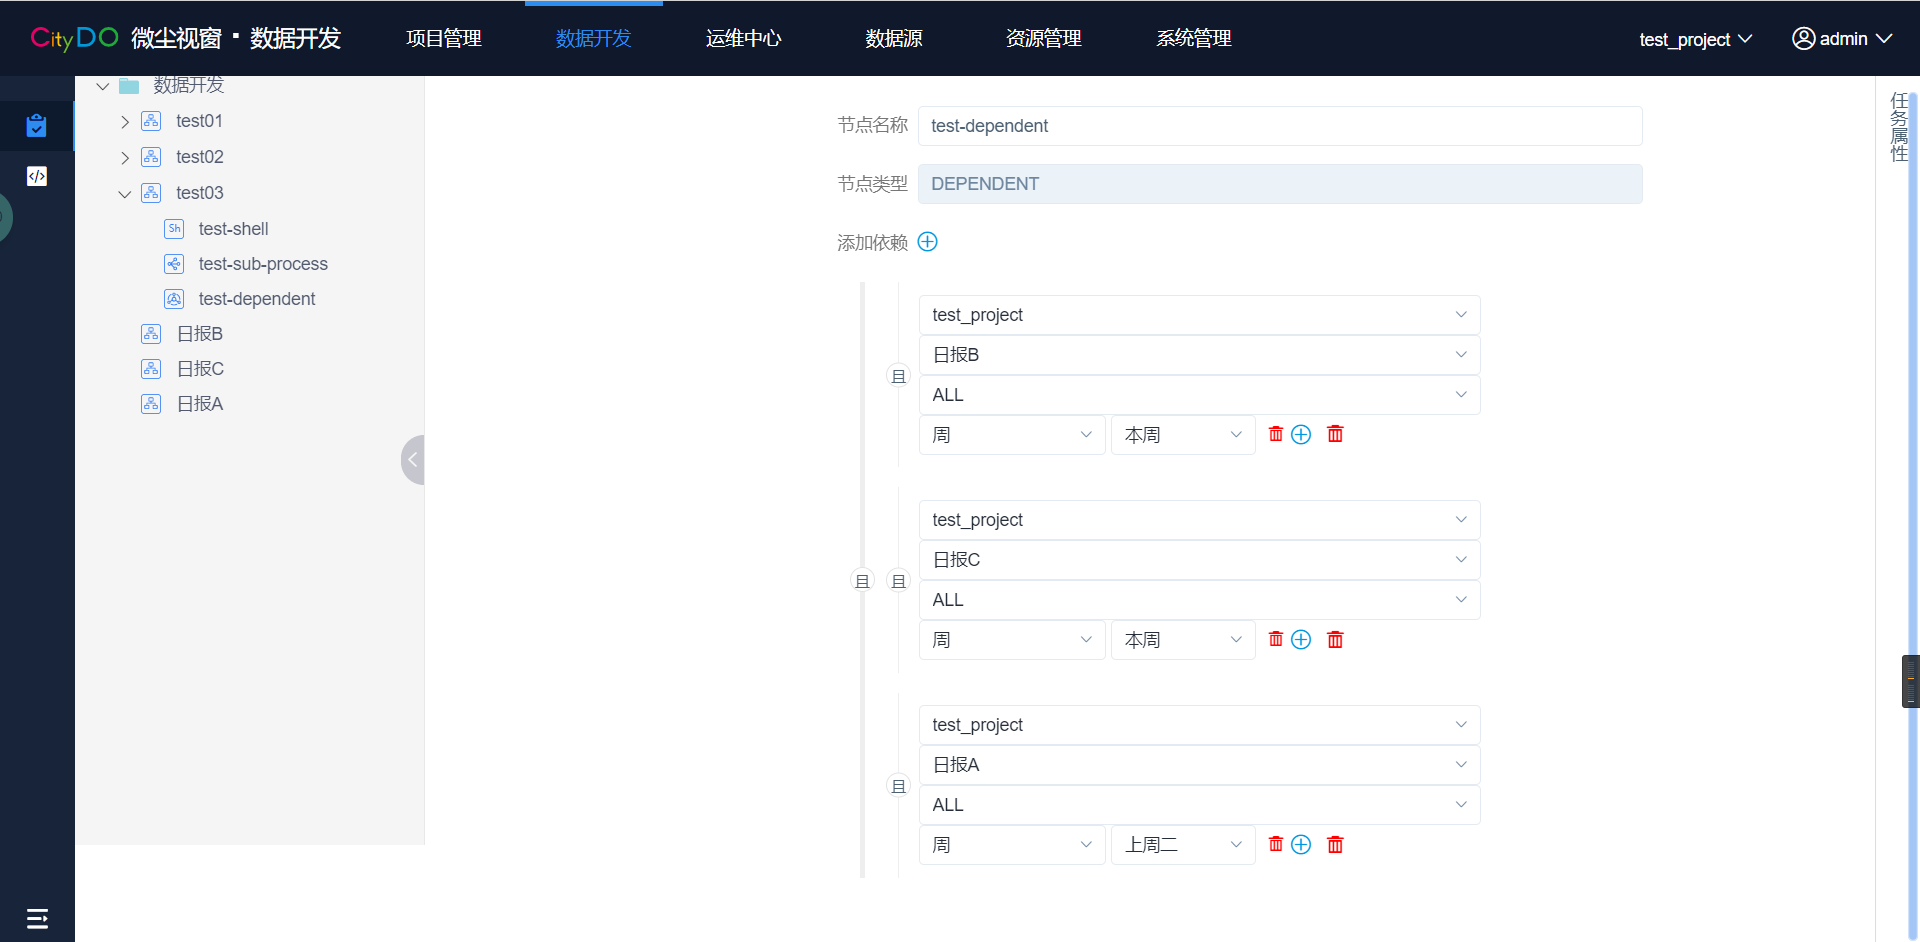 CityDO 微尘视窗·数据开发 项目管理 数据开发 运维中心 数据源 资源管理 系统管理 test_project admin
数据开发
test01
test02
test03
Sh test-shell
test-sub-process
test-dependent
日报B
日报C
日报A
节点名称 test-dependent
节点类型 DEPENDENT
添加依赖
且
且
test_project
日报B
ALL
周 本周
且
test_project
日报C
ALL
周 本周
且
test_project
日报A
ALL
周 上周二
任务属性